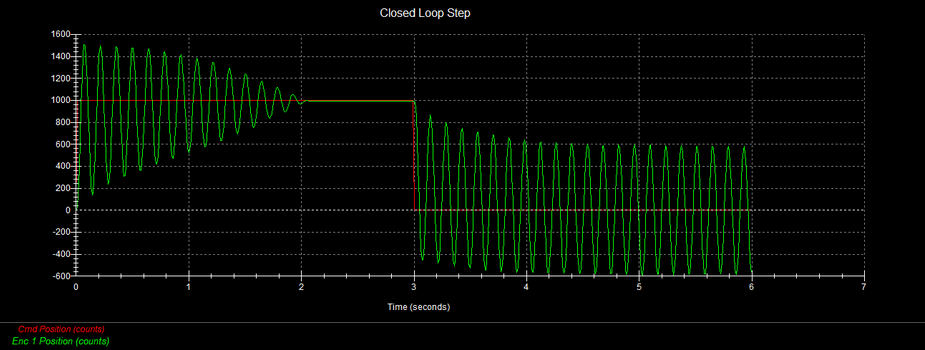 Closed Loop Step
1600
1400
1200
1000
800
600
400
200
0
-200
-400
-600
0 1 2 3 4 5 6 7
Time (seconds)
Cmd Position (counts)
Enc 1 Position (counts)